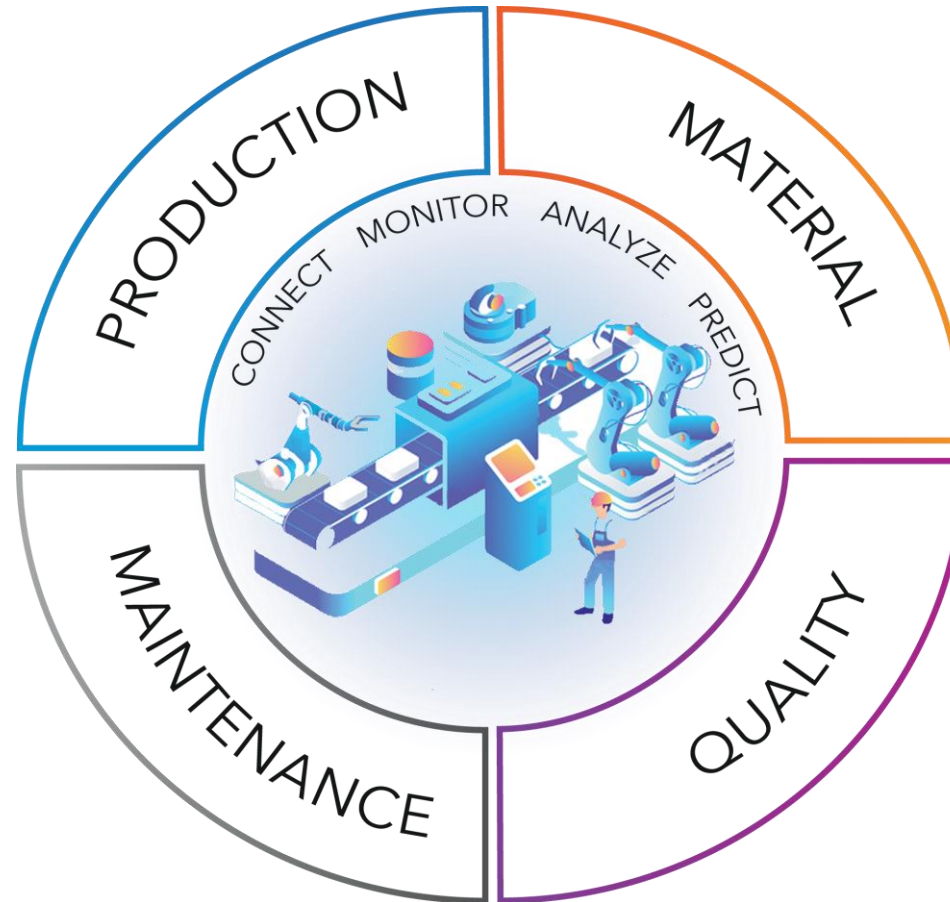 PRODUCTION
MATERIAL
CONNECT MONITOR ANALYZE PREDICT
MAINTENANCE
QUALITY